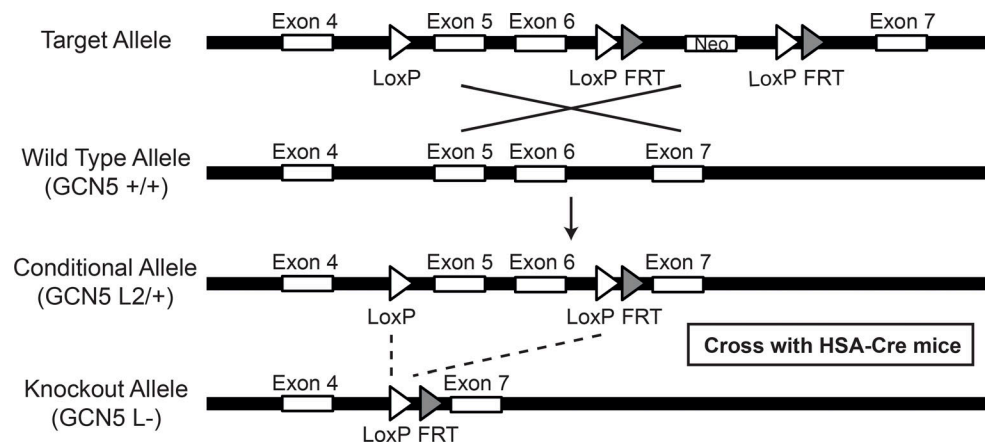 Target Allele
Exon 4 Exon 5 Exon 6 Exon 7
Neo
LoxP LoxP FRT LoxP FRT
Wild Type Allele
(GCN5 +/+)
Exon 4 Exon 5 Exon 6 Exon 7
Conditional Allele
(GCN5 L2/+)
Exon 4 Exon 5 Exon 6 Exon 7
LoxP LoxP FRT
Cross with HSA-Cre mice
Knockout Allele
(GCN5 L-)
Exon 4 Exon 7
LoxP FRT